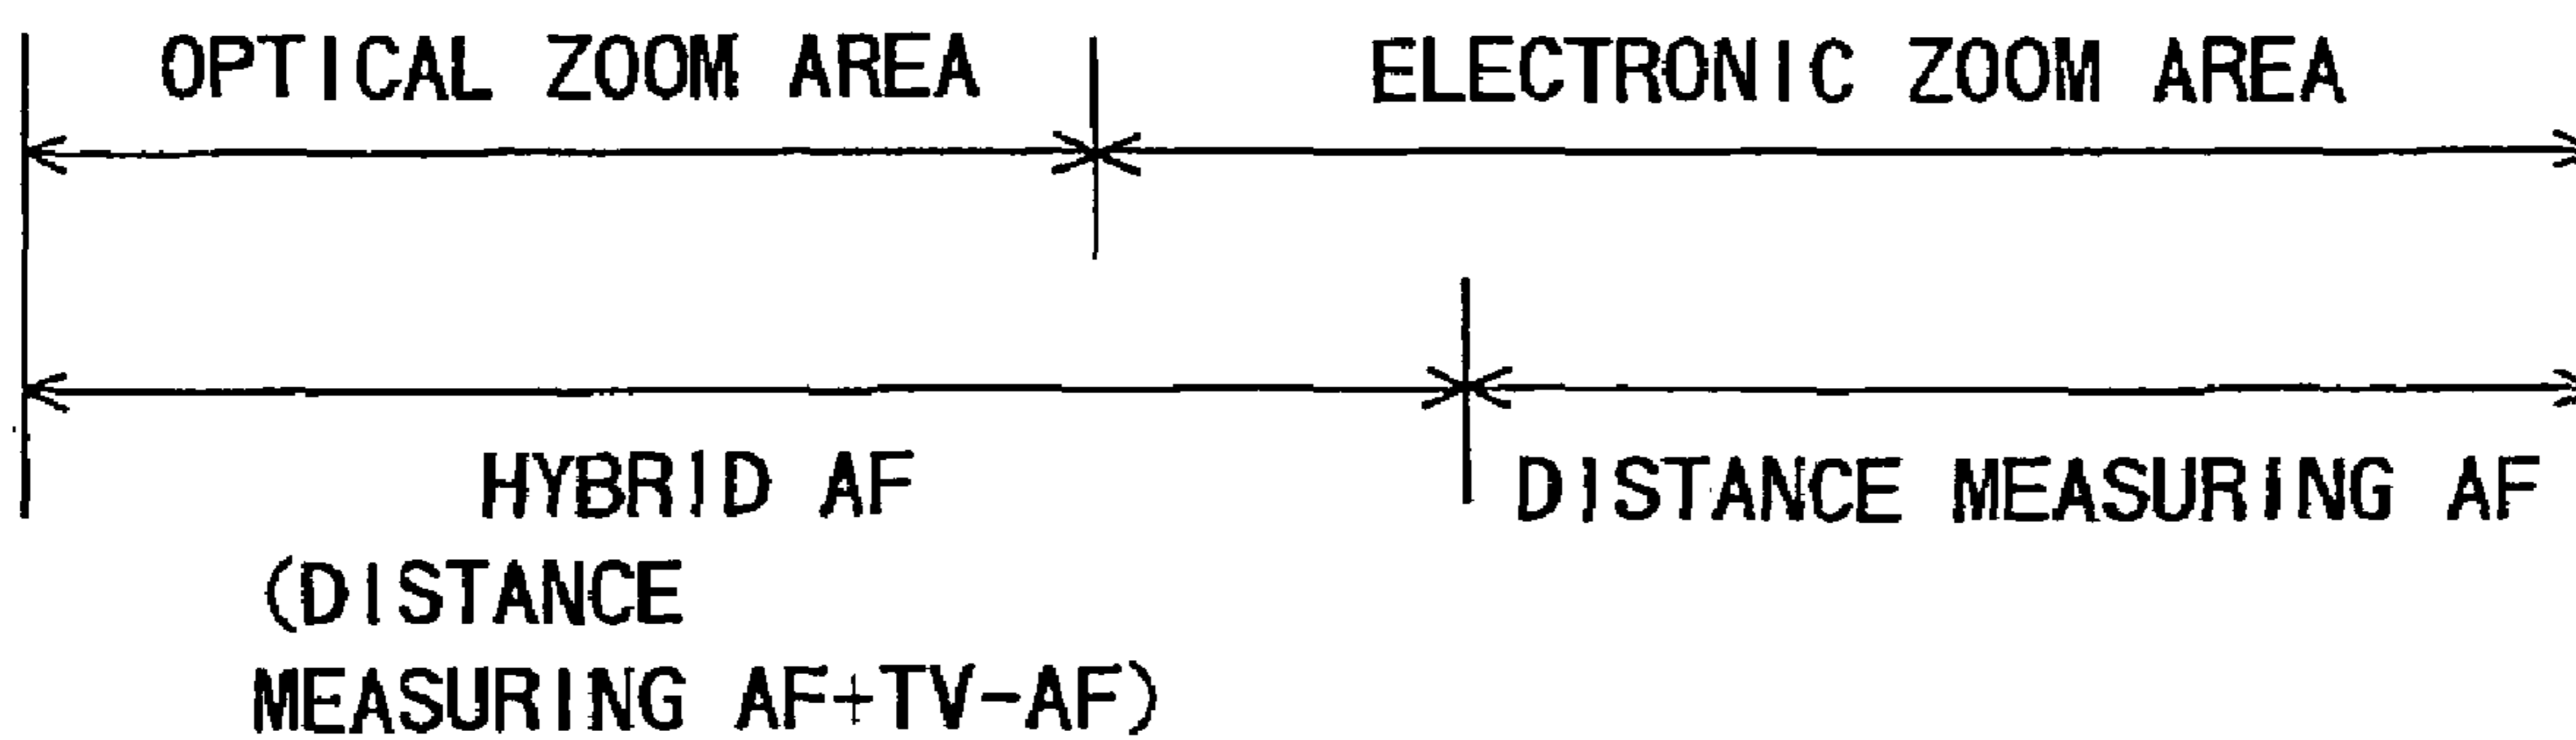 OPTICAL ZOOM AREA
ELECTRONIC ZOOM AREA
HYBRID AF
(DISTANCE
MEASURING AF+TV-AF)
DISTANCE MEASURING AF